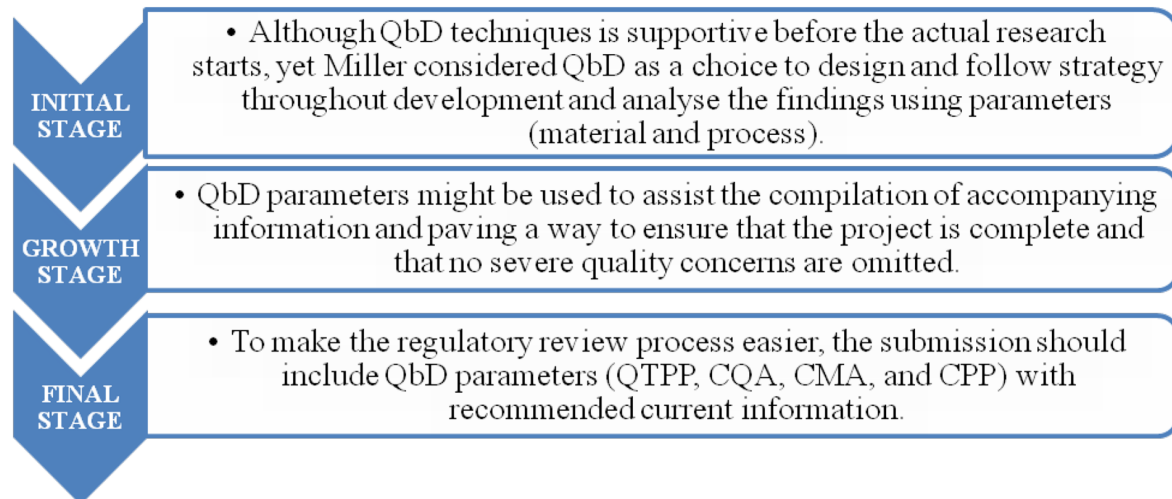 INITIAL
STAGE
• Although QbD techniques is supportive before the actual research
starts, yet Miller considered QbD as a choice to design and follow strategy
throughout development and analyse the findings using parameters
(material and process).
GROWTH
STAGE
• QbD parameters might be used to assist the compilation of accompanying
information and paving a way to ensure that the project is complete and
that no severe quality concerns are omitted.
FINAL
STAGE
• To make the regulatory review process easier, the submission should
include QbD parameters (QTPP, CQA, CMA, and CPP) with
recommended current information.